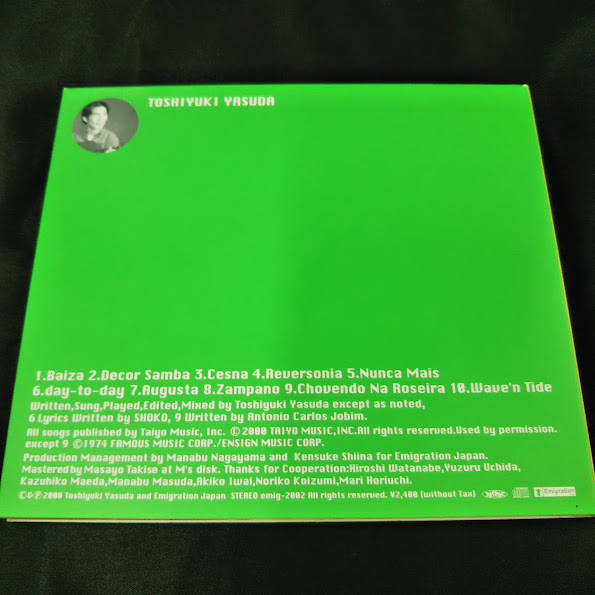 TOSHIYUKI YASUDA
1.Baiza 2.Decor Samba 3.Cesna 4.Reversonia 5.Nunca Mais
6.day-to-day 7.Augusta 8.Zampano 9.Chovendo Na Roseira 10.Wave'n Tide
Written,Sung,Played,Edited,Mixed by Toshiyuki Yasuda except as noted,
6 Lyrics Written by SHOKO, 9 Written by Antonio Carlos Jobim.
All songs published by Taiyo Music, Inc. ©2000 TAIYO MUSIC,INC.All rights reserved.Used by permission.
except 9 ©1974 FAMOUS MUSIC CORP./ENSIGN MUSIC CORP.
Production Management by Manabu Nagayama and Kensuke Shiina for Emigration Japan.
Mastered by Masayo Takise at M's disk. Thanks for Cooperation:Hiroshi Watanabe,Yuzuru Uchida,
Kazuhiko Maeda,Manabu Masuda,Akiko Iwai,Noriko Koizumi,Mari Horiuchi.
©&℗2000 Toshiyuki Yasuda and Emigration Japan STEREO emig-2002 All rights reserved. ¥2,400 (without Tax)